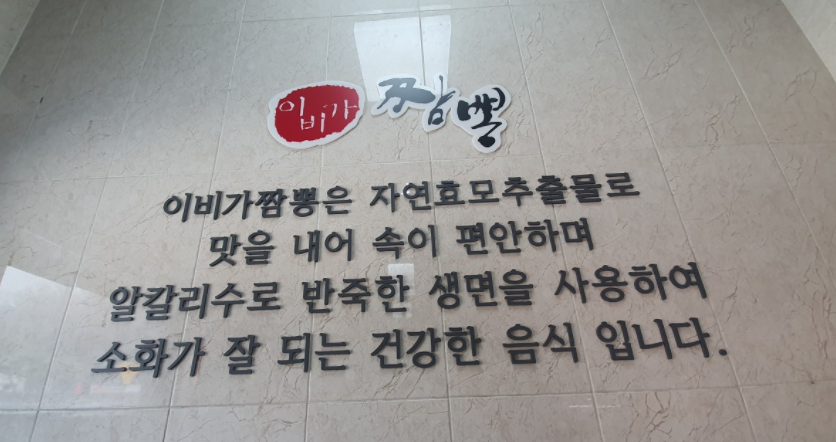 이비가 짬뽕
이비가짬뽕은 자연효모추출물로
맛을 내어 속이 편안하며
알칼리수로 반죽한 생면을 사용하여
소화가 잘 되는 건강한 음식 입니다.